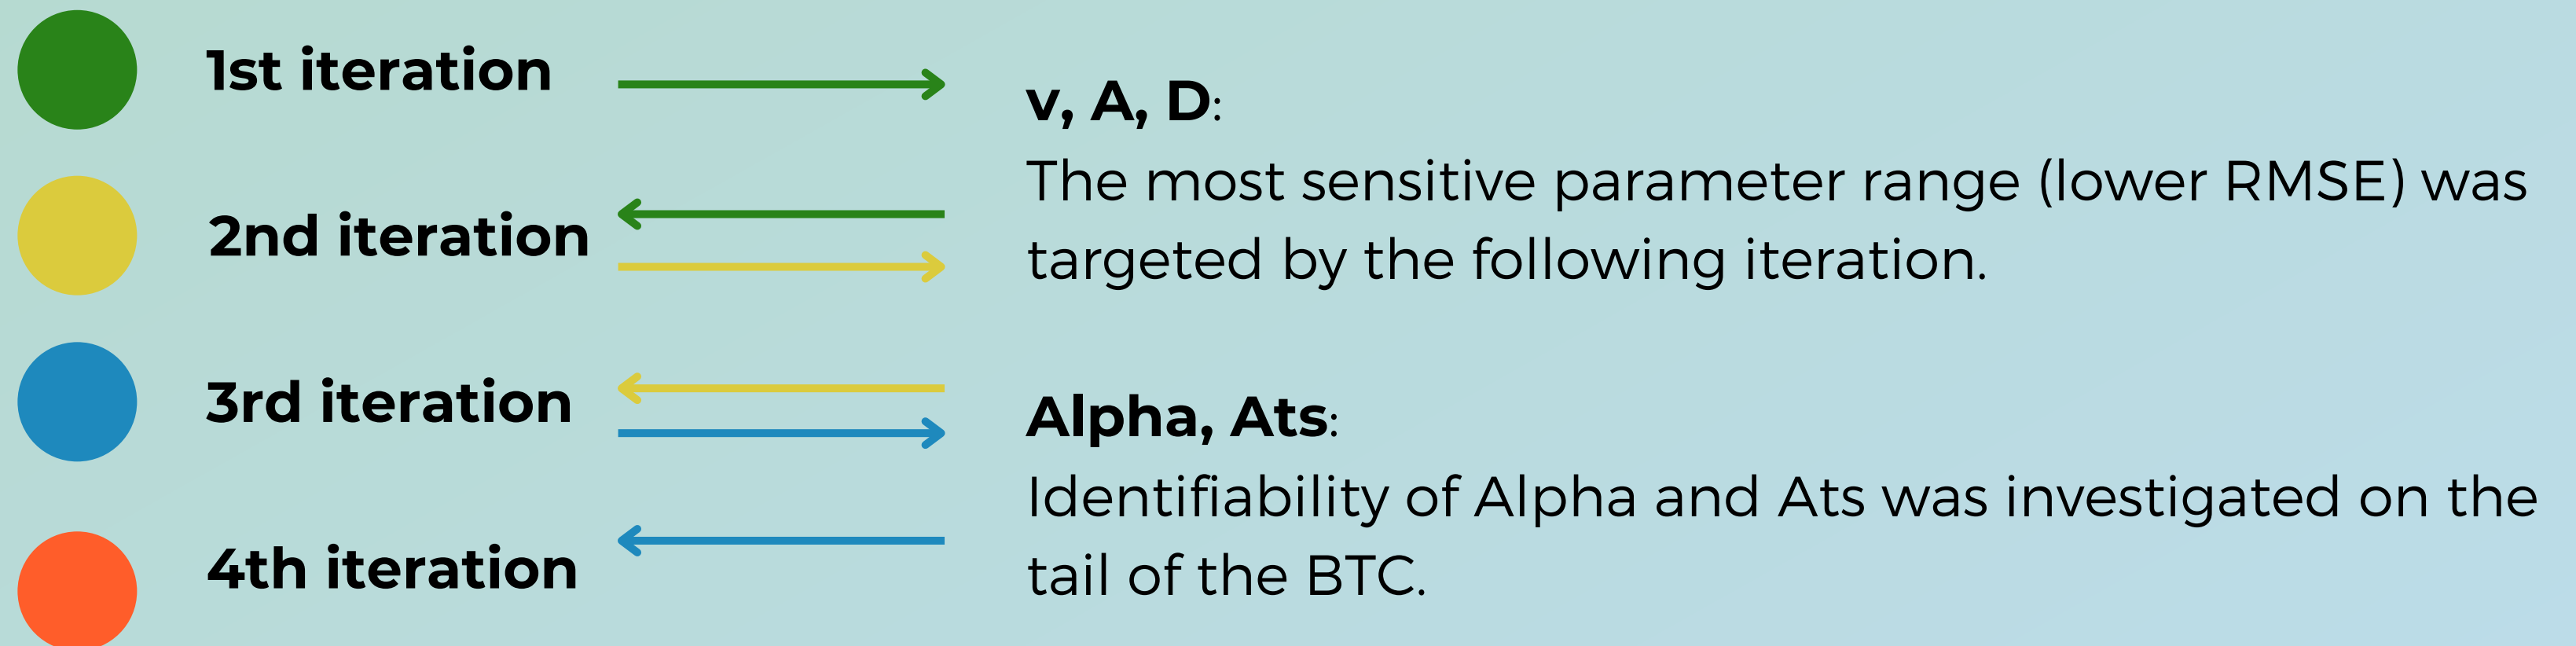 1st iteration
2nd iteration
3rd iteration
4th iteration
v, A, D:
The most sensitive parameter range (lower RMSE) was
targeted by the following iteration.
Alpha, Ats:
Identifiability of Alpha and Ats was investigated on the
tail of the BTC.